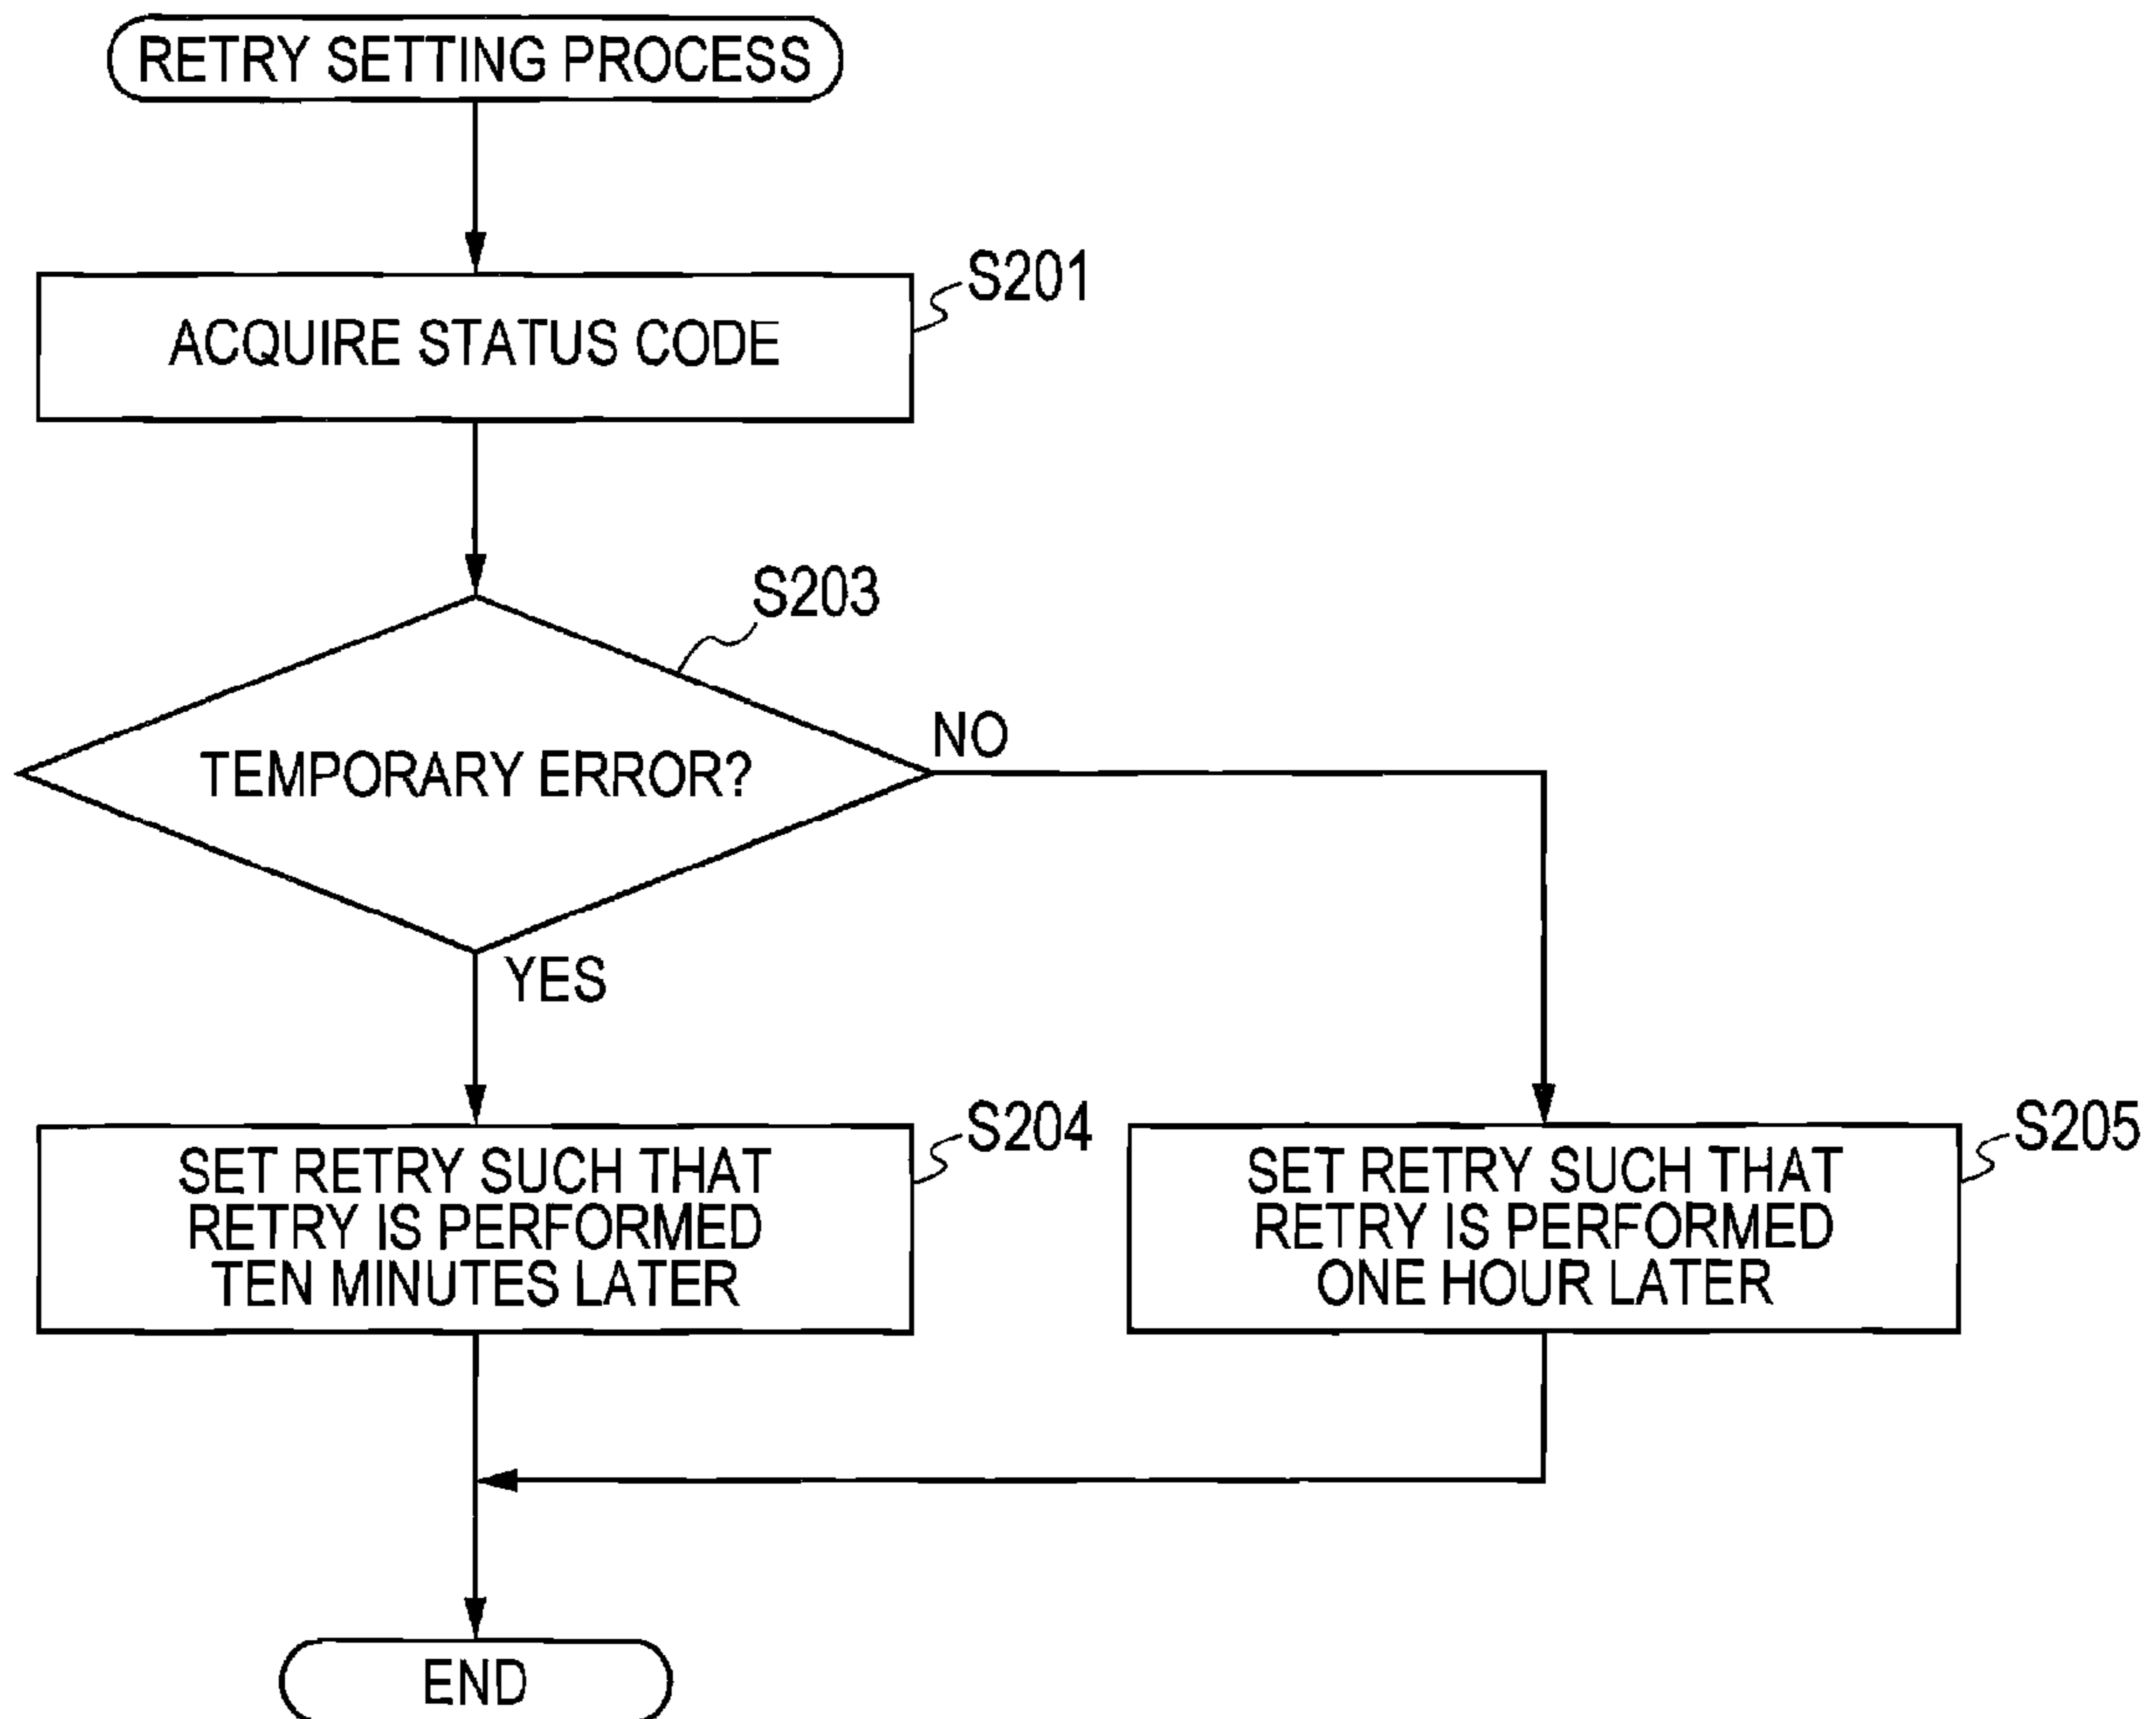 RETRY SETTING PROCESS
S201
ACQUIRE STATUS CODE
S203
TEMPORARY ERROR?
NO
YES
S204
SET RETRY SUCH THAT
RETRY IS PERFORMED
TEN MINUTES LATER
S205
SET RETRY SUCH THAT
RETRY IS PERFORMED
ONE HOUR LATER
END